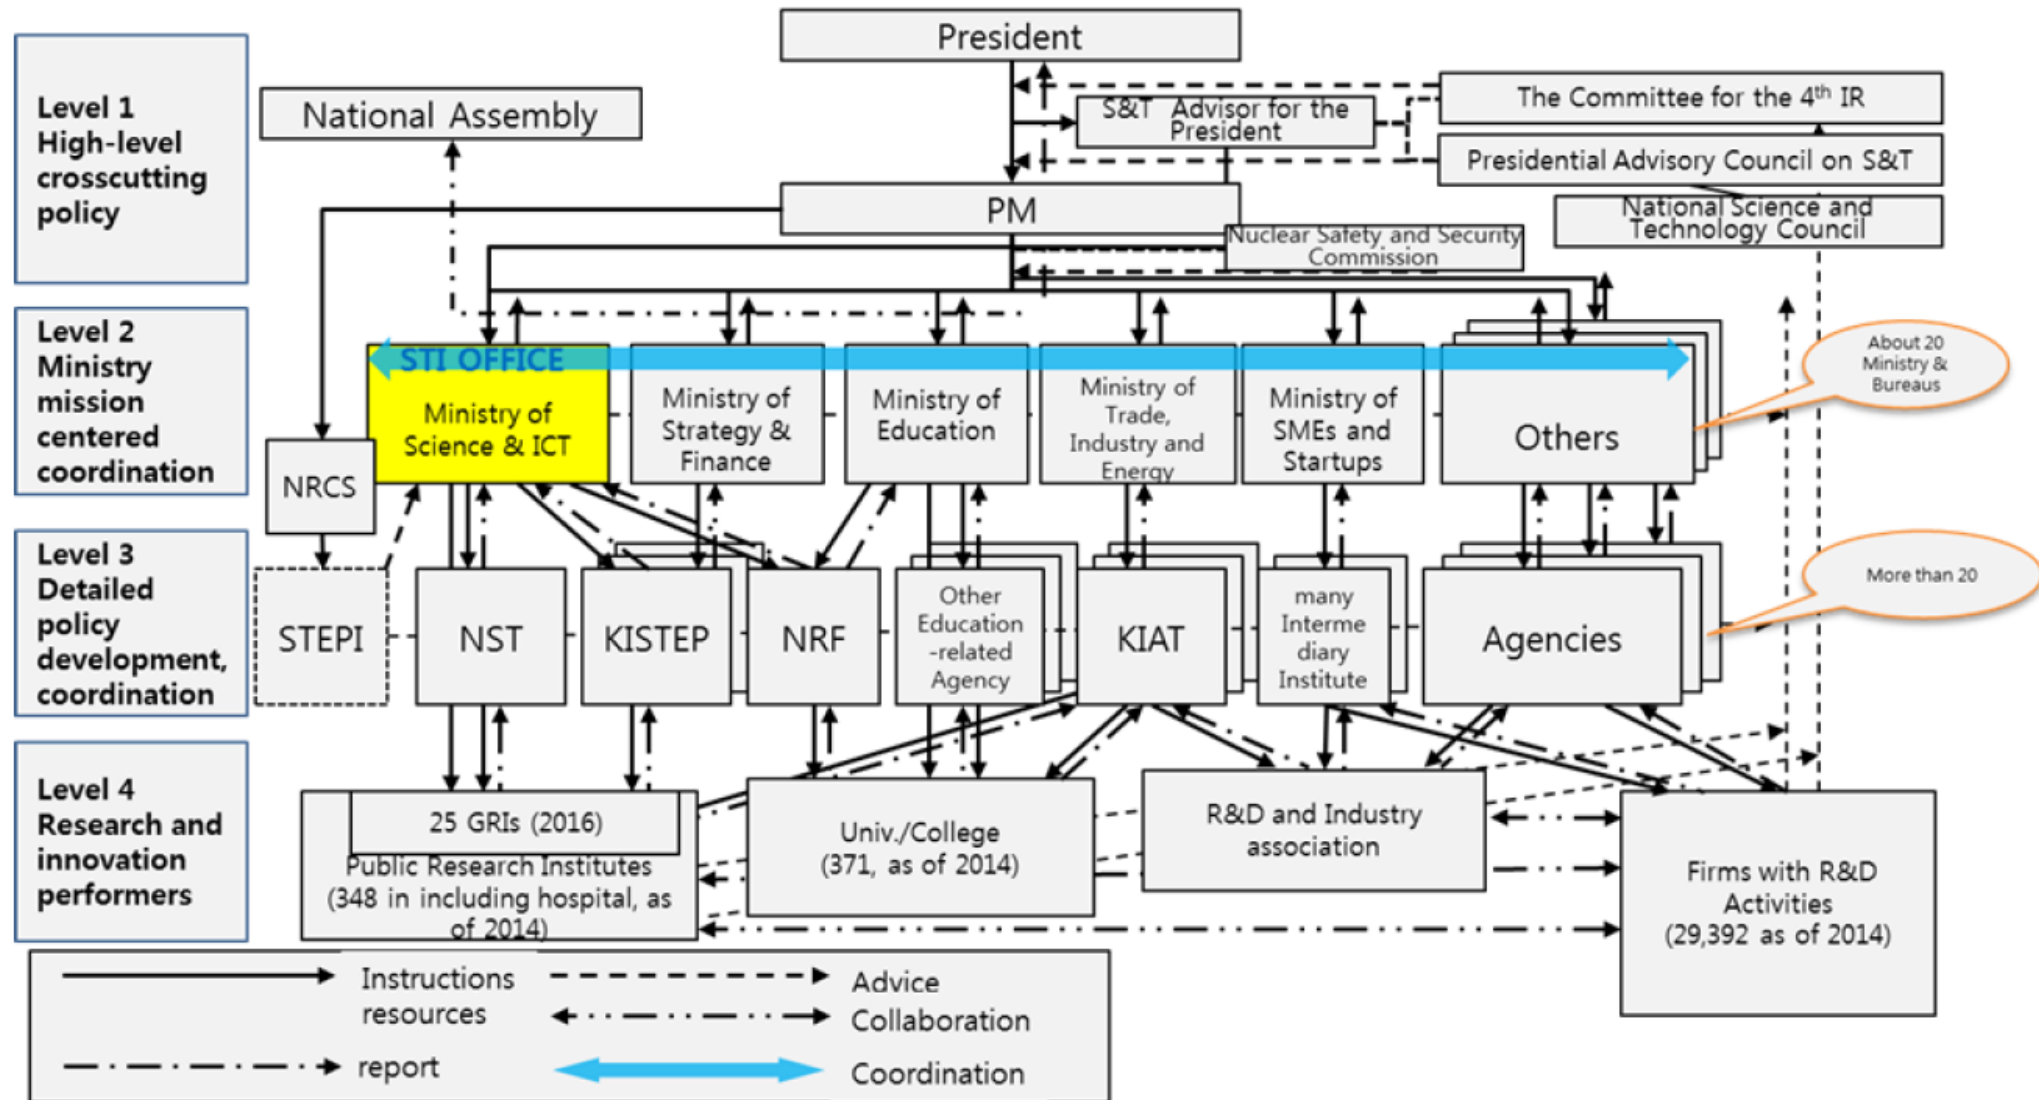 President
Level 1
High-level
crosscutting
policy
National Assembly
S&T Advisor for the
President
The Committee for the 4th IR
Presidential Advisory Council on S&T
PM
National Science and
Technology Council
Nuclear Safety and Security
Commission
Level 2
Ministry
mission
centered
coordination
STI OFFICE
Ministry of
Science & ICT
Ministry of
Strategy &
Finance
Ministry of
Education
Ministry of
Trade,
Industry and
Energy
Ministry of
SMEs and
Startups
Others
About 20
Ministry &
Bureaus
NRCS
Level 3
Detailed
policy
development,
coordination
STEPI
NST
KISTEP
NRF
Other
Education
-related
Agency
KIAT
many
Interme
diary
Institute
Agencies
More than 20
Level 4
Research and
innovation
performers
25 GRIs (2016)
Public Research Institutes
(348 in including hospital, as
of 2014)
Univ./College
(371, as of 2014)
R&D and Industry
association
Firms with R&D
Activities
(29,392 as of 2014)
Instructions
resources
report
Advice
Collaboration
Coordination